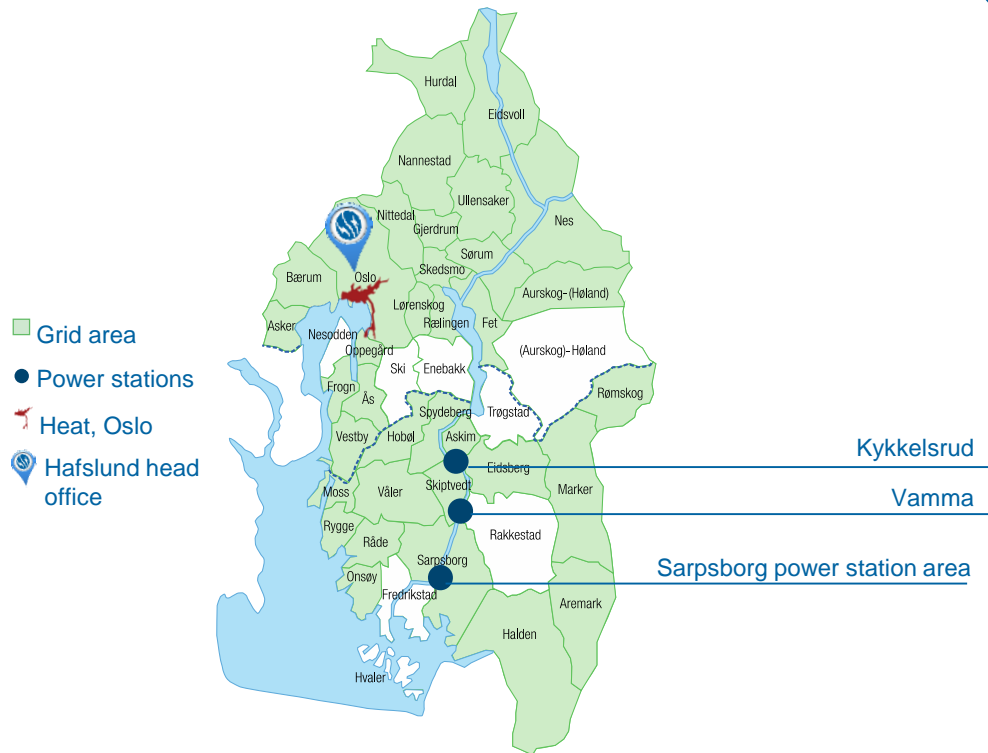 Hurdal
Eidsvoll
Nannestad
Ullensaker
Nittedal
Gjerdrum
Nes
Sørum
Skedsmo
Bærum
Oslo
Aurskog-(Høland)
Lørenskog
Rælingen
Fet
Asker
Nesodden
Oppegård
(Aurskog)-Høland
Ski
Enebakk
Frogn
Ås
Rømskog
Spydeberg
Trøgstad
Vestby
Hobøl
Askim
Eidsberg
Skiptvedt
Moss
Våler
Marker
Rygge
Råde
Rakkestad
Sarpsborg
Onsøy
Fredrikstad
Aremark
Halden
Hvaler
Grid area
Power stations
Heat, Oslo
Hafslund head
office
Kykkelsrud
Vamma
Sarpsborg power station area